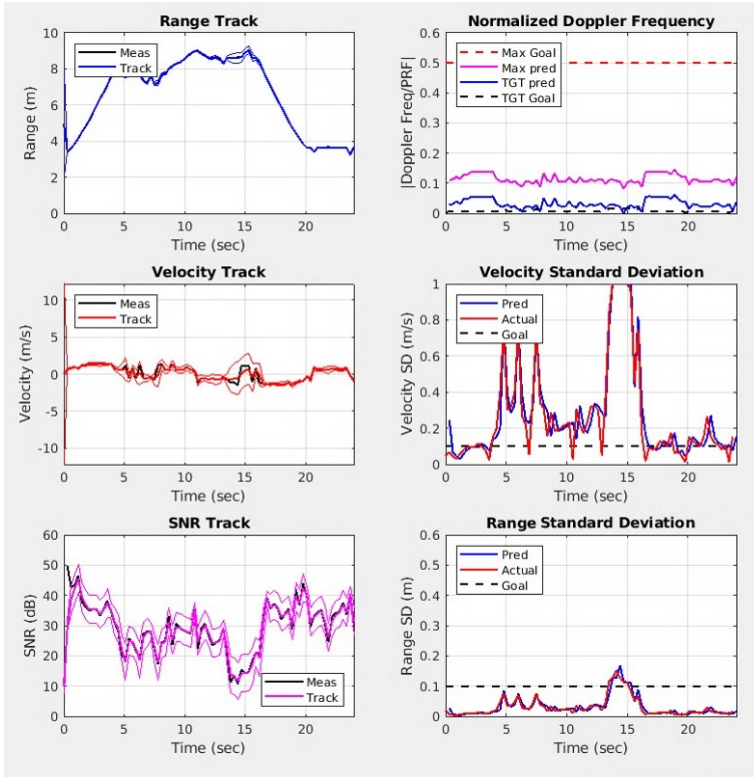 Range Track
10
8
6
4
2
0
Range (m)
Meas
Track
0
5
10
15
20
Time (sec)
Normalized Doppler Frequency
0.6
0.5
0.4
0.3
0.2
0.1
0
|Doppler Freq/PRF|
Max Goal
Max pred
TGT pred
TGT Goal
0
5
10
15
20
Time (sec)
Velocity Track
10
5
0
-5
-10
Velocity (m/s)
Meas
Track
0
5
10
15
20
Time (sec)
Velocity Standard Deviation
1
0.8
0.6
0.4
0.2
0
Velocity SD (m/s)
Pred
Actual
Goal
0
5
10
15
20
Time (sec)
SNR Track
60
50
40
30
20
10
0
SNR (dB)
Meas
Track
0
5
10
15
20
Time (sec)
Range Standard Deviation
0.6
0.5
0.4
0.3
0.2
0.1
0
Range SD (m)
Pred
Actual
Goal
0
5
10
15
20
Time (sec)